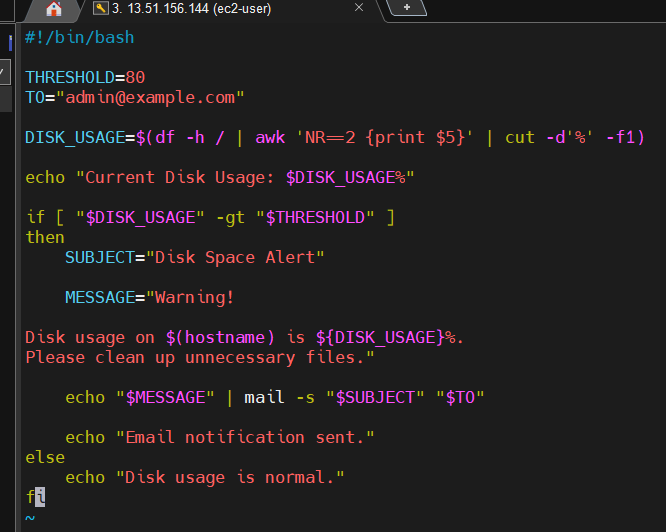 3. 13.51.156.144 (ec2-user)
#!/bin/bash
THRESHOLD=80
TO="admin@example.com"
DISK_USAGE=$(df -h / | awk 'NR==2 {print $5}' | cut -d'%' -f1)
echo "Current Disk Usage: $DISK_USAGE%"
if [ "$DISK_USAGE" -gt "$THRESHOLD" ]
then
    SUBJECT="Disk Space Alert"
    MESSAGE="Warning!
Disk usage on $(hostname) is ${DISK_USAGE}%.
Please clean up unnecessary files."
    echo "$MESSAGE" | mail -s "$SUBJECT" "$TO"
    echo "Email notification sent."
else
    echo "Disk usage is normal."
fi
~